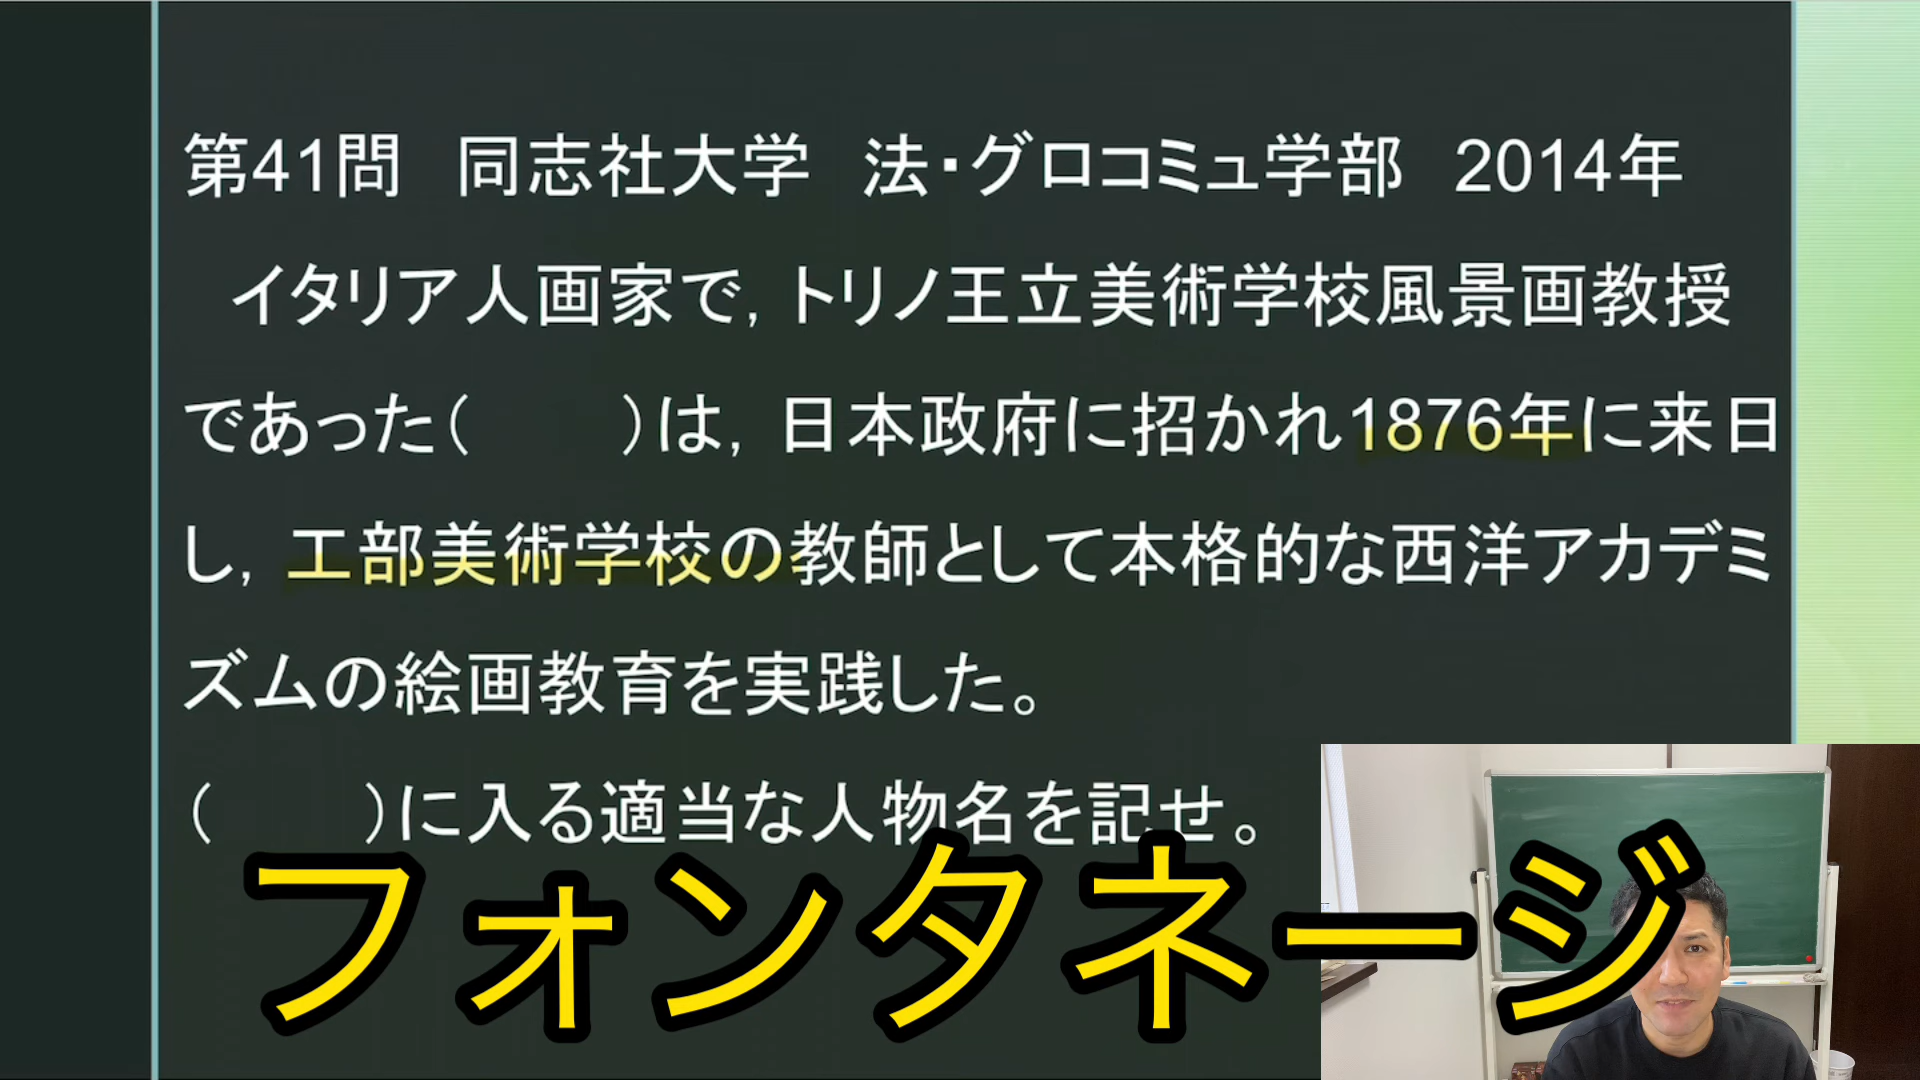 第41問　同志社大学　法・グロコミュ学部　2014年
イタリア人画家で，トリノ王立美術学校風景画教授
であった（　　）は，日本政府に招かれ1876年に来日
し，工部美術学校の教師として本格的な西洋アカデミ
ズムの絵画教育を実践した。
（　　）に入る適当な人物名を記せ。
フォンタネージ